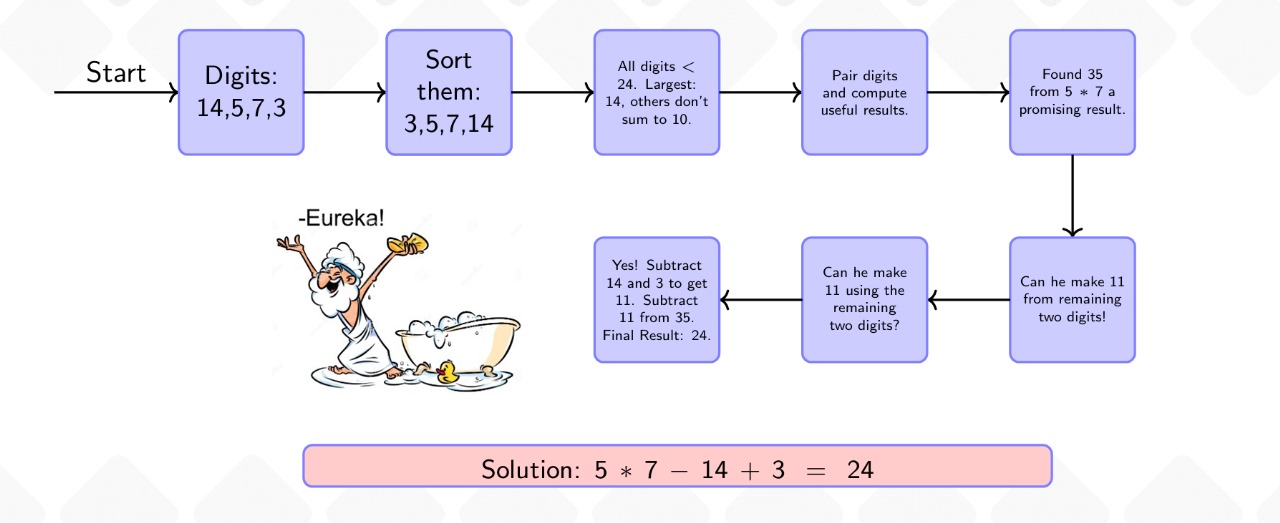 Start
Digits:
14,5,7,3
Sort
them:
3,5,7,14
All digits <
24. Largest:
14, others don't
sum to 10.
Pair digits
and compute
useful results.
Found 35
from 5 ∗ 7 a
promising result.
Can he make 11
from remaining
two digits!
Can he make
11 using the
remaining
two digits?
Yes! Subtract
14 and 3 to get
11. Subtract
11 from 35.
Final Result: 24.
-Eureka!
Solution: 5 ∗ 7 − 14 + 3 = 24